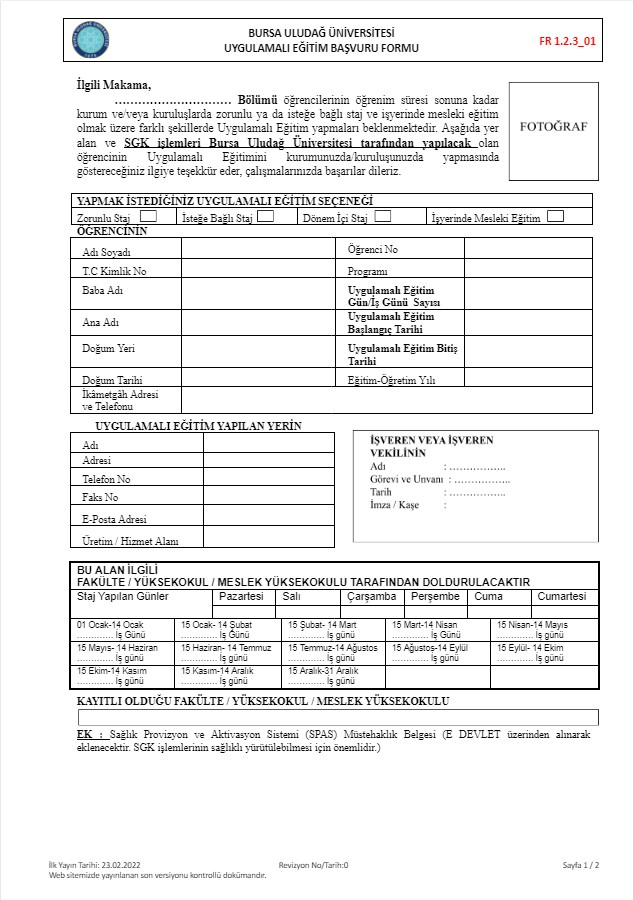 BURSA ULUDAĞ ÜNİVERSİTESİ
UYGULAMALI EĞİTİM BAŞVURU FORMU
FR 1.2.3_01
İlgili Makama,
………………………… Bölümü öğrencilerinin öğrenim süresi sonuna kadar
kurum ve/veya kuruluşlarda zorunlu ya da isteğe bağlı staj ve işyerinde mesleki eğitim
olmak üzere farklı şekillerde Uygulamalı Eğitim yapmaları beklenmektedir. Aşağıda yer
alan ve SGK işlemleri Bursa Uludağ Üniversitesi tarafından yapılacak olan
öğrencinin Uygulamalı Eğitimini kurumunuzda/kuruluşunuzda yapmasında
göstereceğiniz ilgiye teşekkür eder, çalışmalarınızda başarılar dileriz.
FOTOĞRAF
YAPMAK İSTEDİĞİNİZ UYGULAMALI EĞİTİM SEÇENEĞİ
Zorunlu Staj İsteğe Bağlı Staj Dönem İçi Staj İşyerinde Mesleki Eğitim
ÖĞRENCİNİN
Adı Soyadı Öğrenci No
T.C Kimlik No Programı
Baba Adı Uygulamalı Eğitim
Gün/İş Günü Sayısı
Ana Adı Uygulamalı Eğitim
Başlangıç Tarihi
Doğum Yeri Uygulamalı Eğitim Bitiş
Tarihi
Doğum Tarihi Eğitim-Öğretim Yılı
İkâmetgâh Adresi
ve Telefonu
UYGULAMALI EĞİTİM YAPILAN YERİN
Adı
Adresi
Telefon No
Faks No
E-Posta Adresi
Üretim / Hizmet Alanı
İŞVEREN VEYA İŞVEREN
VEKİLİNİN
Adı : ……………..
Görevi ve Unvanı : ……………..
Tarih : ……………..
İmza / Kaşe :
BU ALAN İLGİLİ
FAKÜLTE / YÜKSEKOKUL / MESLEK YÜKSEKOKULU TARAFINDAN DOLDURULACAKTIR
Staj Yapılan Günler Pazartesi Salı Çarşamba Perşembe Cuma Cumartesi
01 Ocak-14 Ocak 15 Ocak-14 Şubat 15 Şubat- 14 Mart 15 Mart-14 Nisan 15 Nisan-14 Mayıs
............. İş Günü ............. İş Günü ............. İş günü ............. İş Günü ............. İş günü
15 Mayıs- 14 Haziran 15 Haziran- 14 Temmuz 15 Temmuz-14 Ağustos 15 Ağustos-14 Eylül 15 Eylül- 14 Ekim
............. İş günü ............. İş günü ............. İş günü ............. İş günü ............. İş günü
15 Ekim-14 Kasım 15 Kasım-14 Aralık 15 Aralık-31 Aralık
............. İş günü ............. İş günü ............. İş günü
KAYITLI OLDUĞU FAKÜLTE / YÜKSEKOKUL / MESLEK YÜKSEKOKULU
EK : Sağlık Provizyon ve Aktivasyon Sistemi (SPAS) Müstehaklık Belgesi (E DEVLET üzerinden alınarak
eklenecektir. SGK işlemlerinin sağlıklı yürütülebilmesi için önemlidir.)
İlk Yayın Tarihi: 23.02.2022 Revizyon No/Tarih:0 Sayfa 1 / 2
Web sitemizde yayınlanan son versiyonu kontrollü dokümandır.